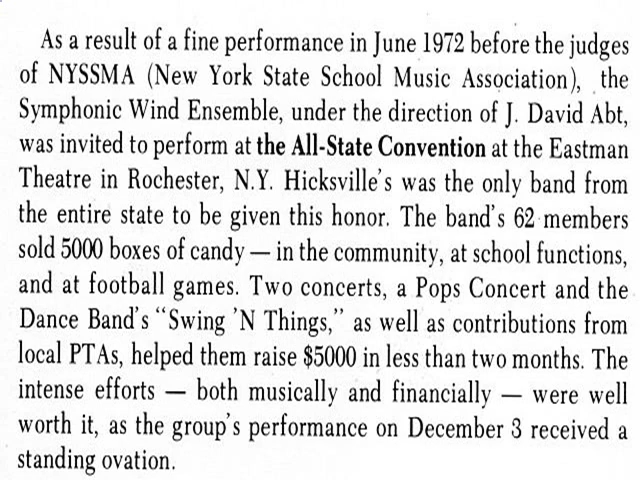 As a result of a fine performance in June 1972 before the judges
of NYSSMA (New York State School Music Association), the
Symphonic Wind Ensemble, under the direction of J. David Abt,
was invited to perform at the All-State Convention at the Eastman
Theatre in Rochester, N.Y. Hicksville's was the only band from
the entire state to be given this honor. The band's 62 members
sold 5000 boxes of candy — in the community, at school functions,
and at football games. Two concerts, a Pops Concert and the
Dance Band's “Swing 'N Things,” as well as contributions from
local PTAs, helped them raise $5000 in less than two months. The
intense efforts — both musically and financially — were well
worth it, as the group's performance on December 3 received a
standing ovation.